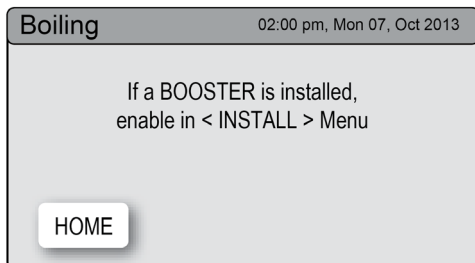 Boiling
02:00 pm, Mon 07, Oct 2013
If a BOOSTER is installed,
enable in < INSTALL > Menu
HOME